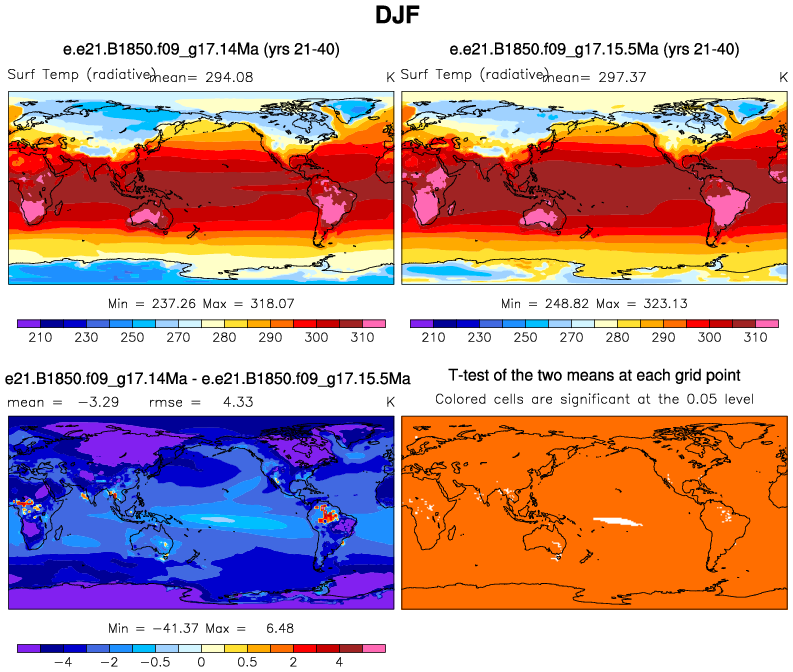 DJF
e.e21.B1850.f09_g17.14Ma (yrs 21-40)
e.e21.B1850.f09_g17.15.5Ma (yrs 21-40)
Surf Temp (radiative) mean= 294.08 K
Surf Temp (radiative) mean= 297.37 K
Min = 237.26 Max = 318.07
Min = 248.82 Max = 323.13
210 230 250 270 280 290 300 310
210 230 250 270 280 290 300 310
e21.B1850.f09_g17.14Ma - e.e21.B1850.f09_g17.15.5Ma
mean = -3.29 rmse = 4.33 K
T-test of the two means at each grid point
Colored cells are significant at the 0.05 level
Min = -41.37 Max = 6.48
-4 -2 -0.5 0 0.5 2 4